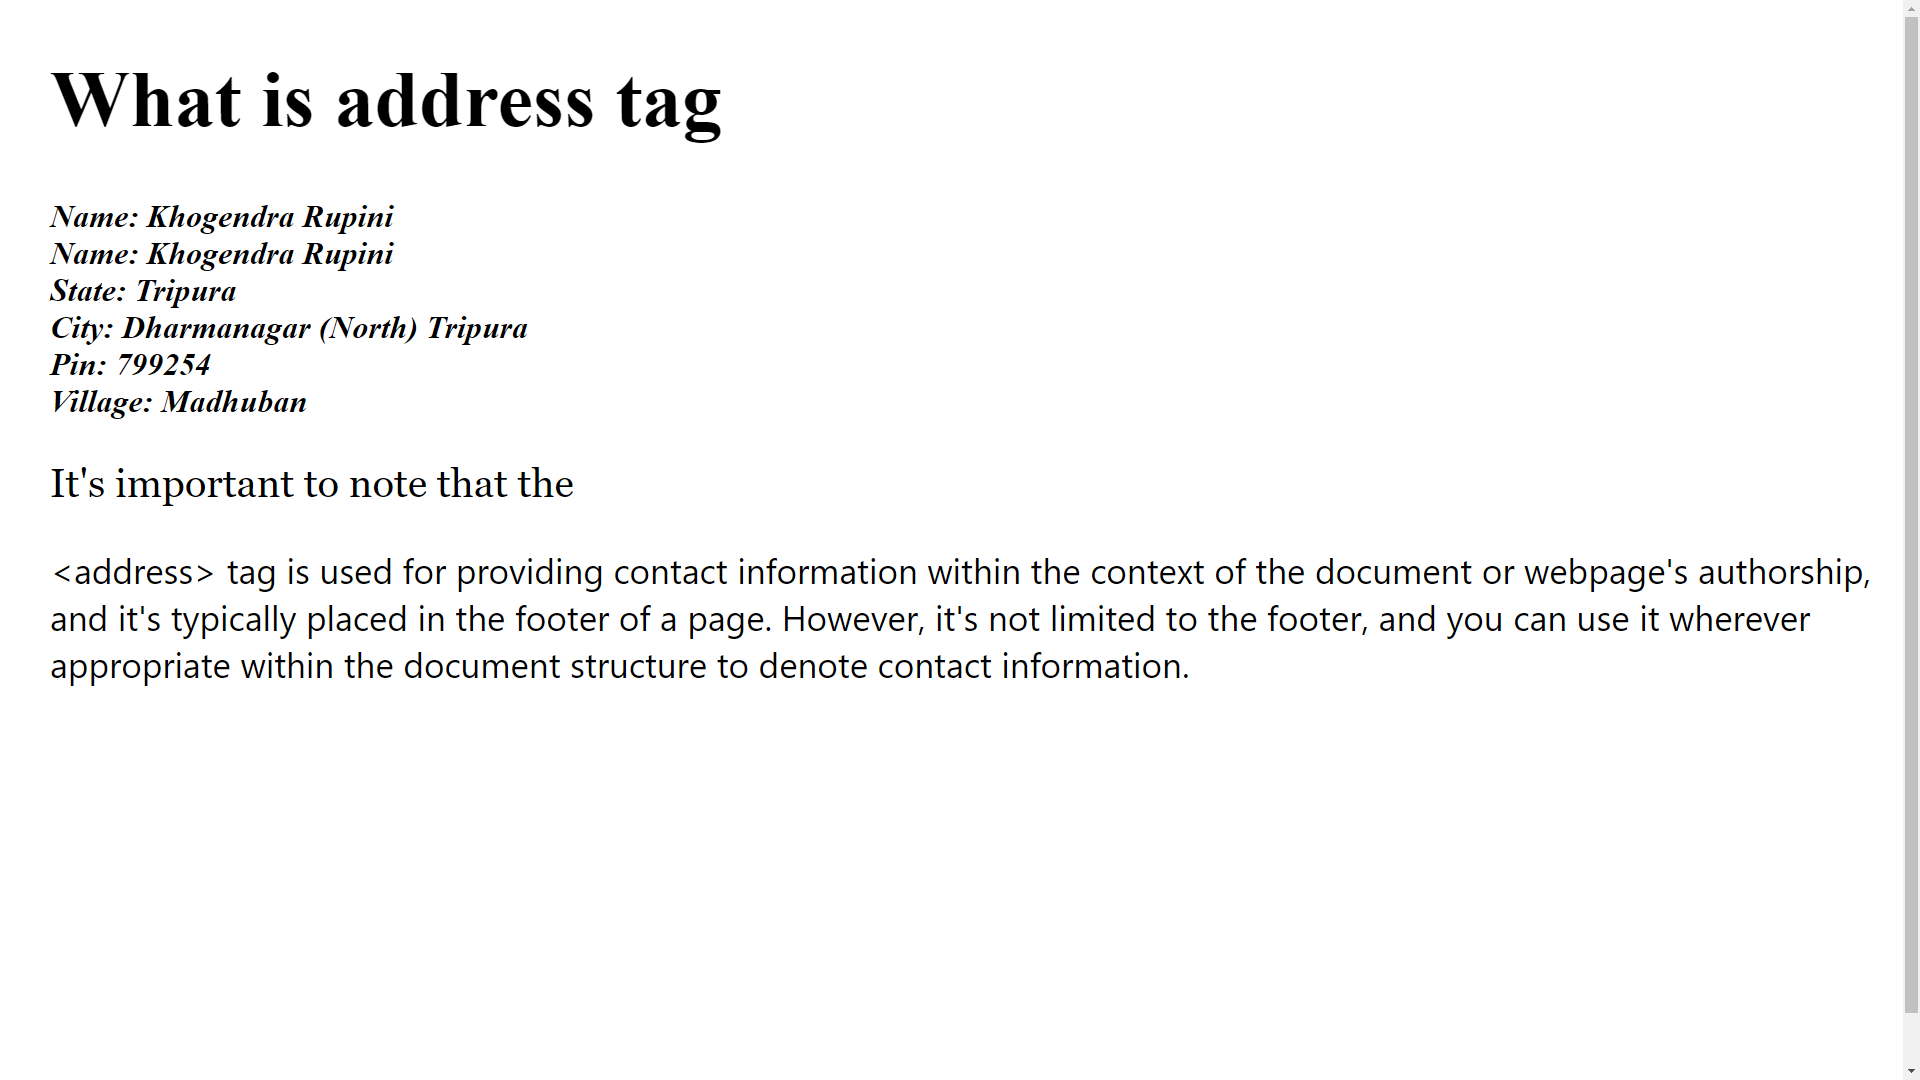 What is address tag
Name: Khogendra Rupini
Name: Khogendra Rupini
State: Tripura
City: Dharmanagar (North) Tripura
Pin: 799254
Village: Madhuban
It's important to note that the
<address> tag is used for providing contact information within the context of the document or webpage's authorship,
and it's typically placed in the footer of a page. However, it's not limited to the footer, and you can use it wherever
appropriate within the document structure to denote contact information.